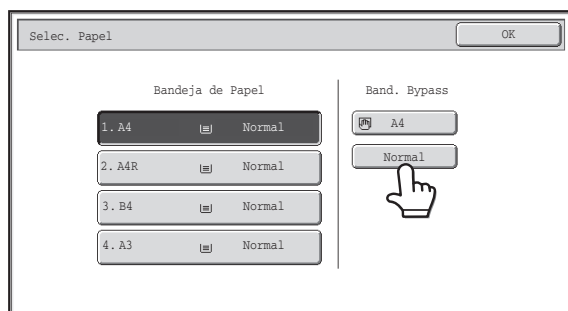 Selec. Papel
OK
Bandeja de Papel
1. A4 Normal
2. A4R Normal
3. B4 Normal
4. A3 Normal
Band. Bypass
A4
Normal